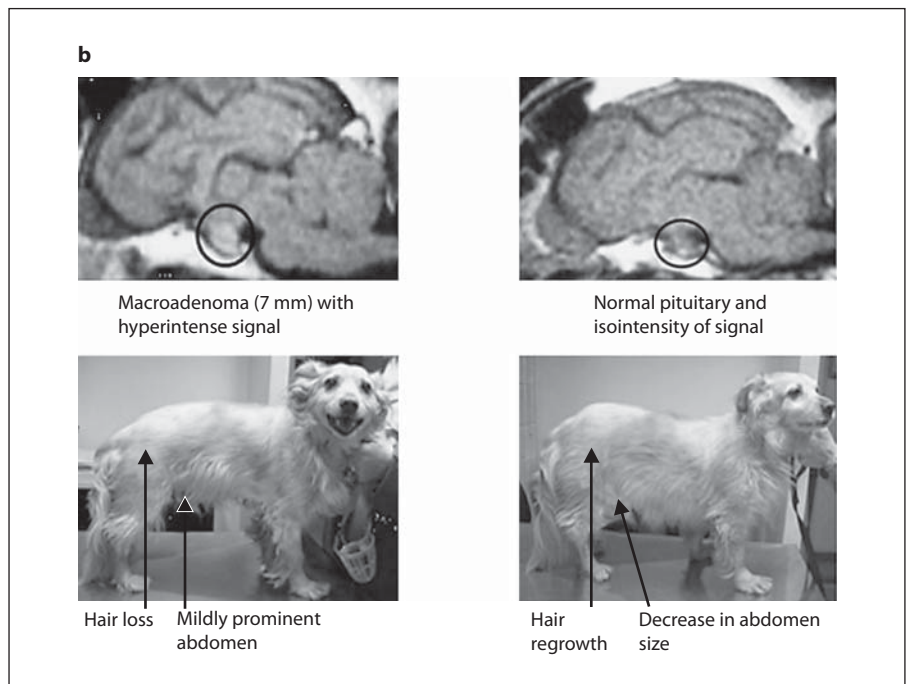 b
Macroadenoma (7 mm) with
hyperintense signal
Normal pituitary and
isointensity of signal
Hair loss
Mildly prominent
abdomen
Hair
regrowth
Decrease in abdomen
size